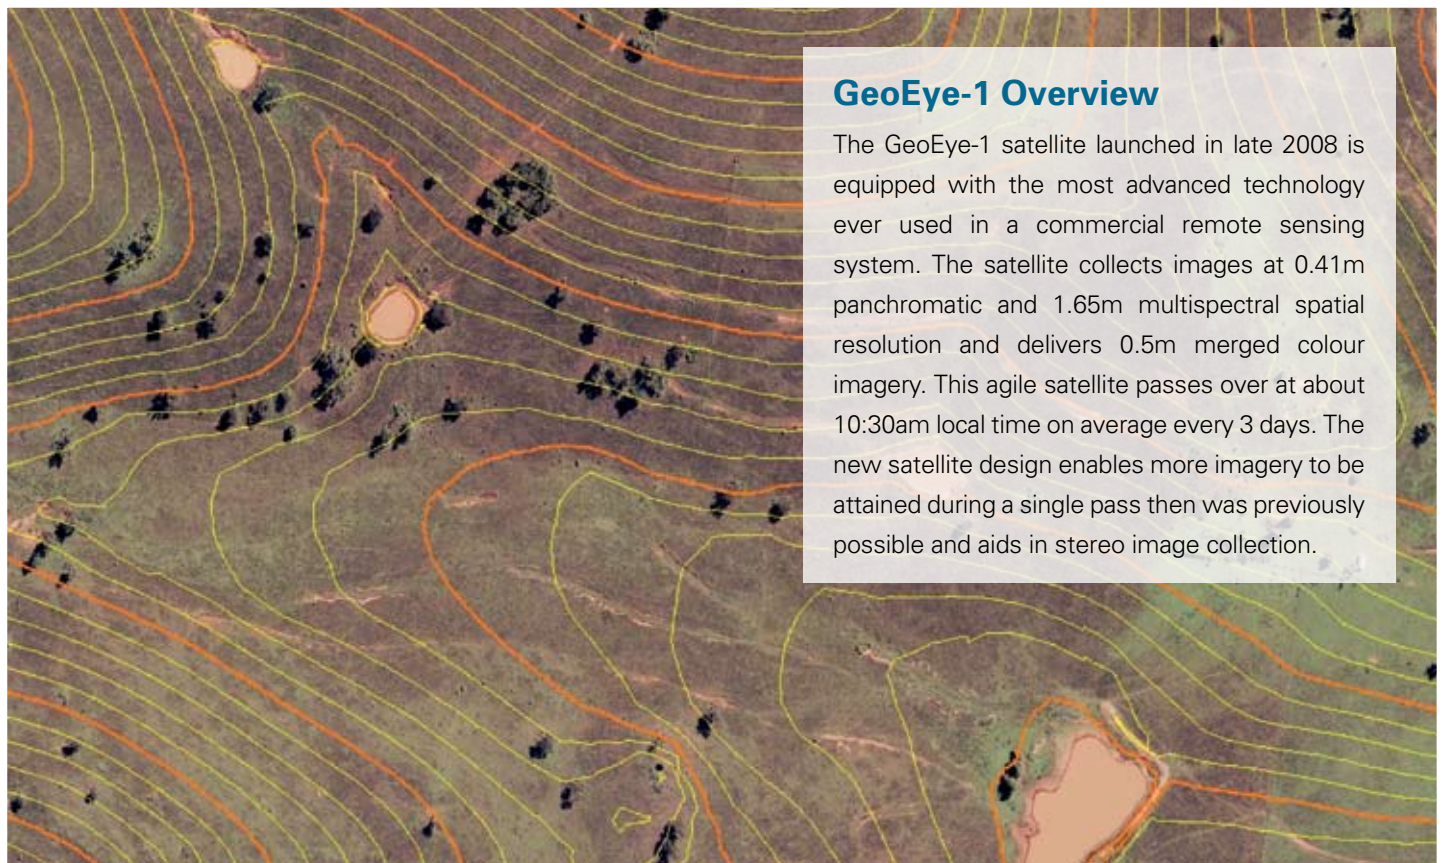 GeoEye-1 Overview
The GeoEye-1 satellite launched in late 2008 is
equipped with the most advanced technology
ever used in a commercial remote sensing
system. The satellite collects images at 0.41m
panchromatic and 1.65m multispectral spatial
resolution and delivers 0.5m merged colour
imagery. This agile satellite passes over at about
10:30am local time on average every 3 days. The
new satellite design enables more imagery to be
attained during a single pass then was previously
possible and aids in stereo image collection.